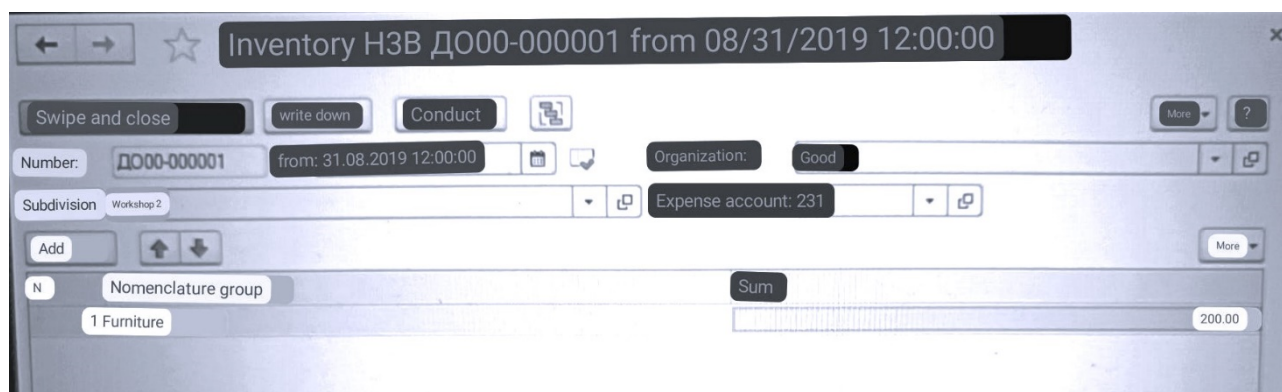 Inventory НЗВ ДО00-000001 from 08/31/2019 12:00:00
Swipe and close write down Conduct More ?
Number: ДО00-000001 from: 31.08.2019 12:00:00 Organization: Good
Subdivision Workshop 2 Expense account: 231
Add More
N Nomenclature group Sum
1 Furniture 200.00